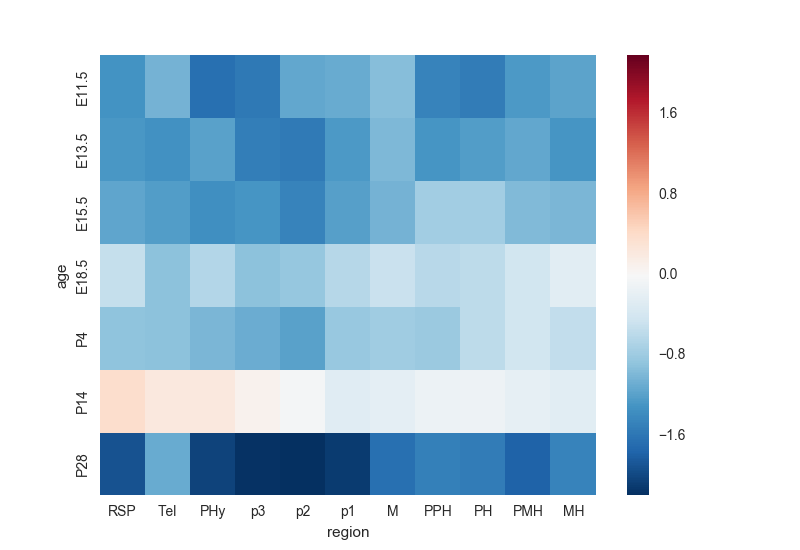 age
E11.5
E13.5
E15.5
E18.5
P4
P14
P28
RSP Tel PHy p3 p2 p1 M PPH PH PMH MH
region
1.6
0.8
0.0
−0.8
−1.6